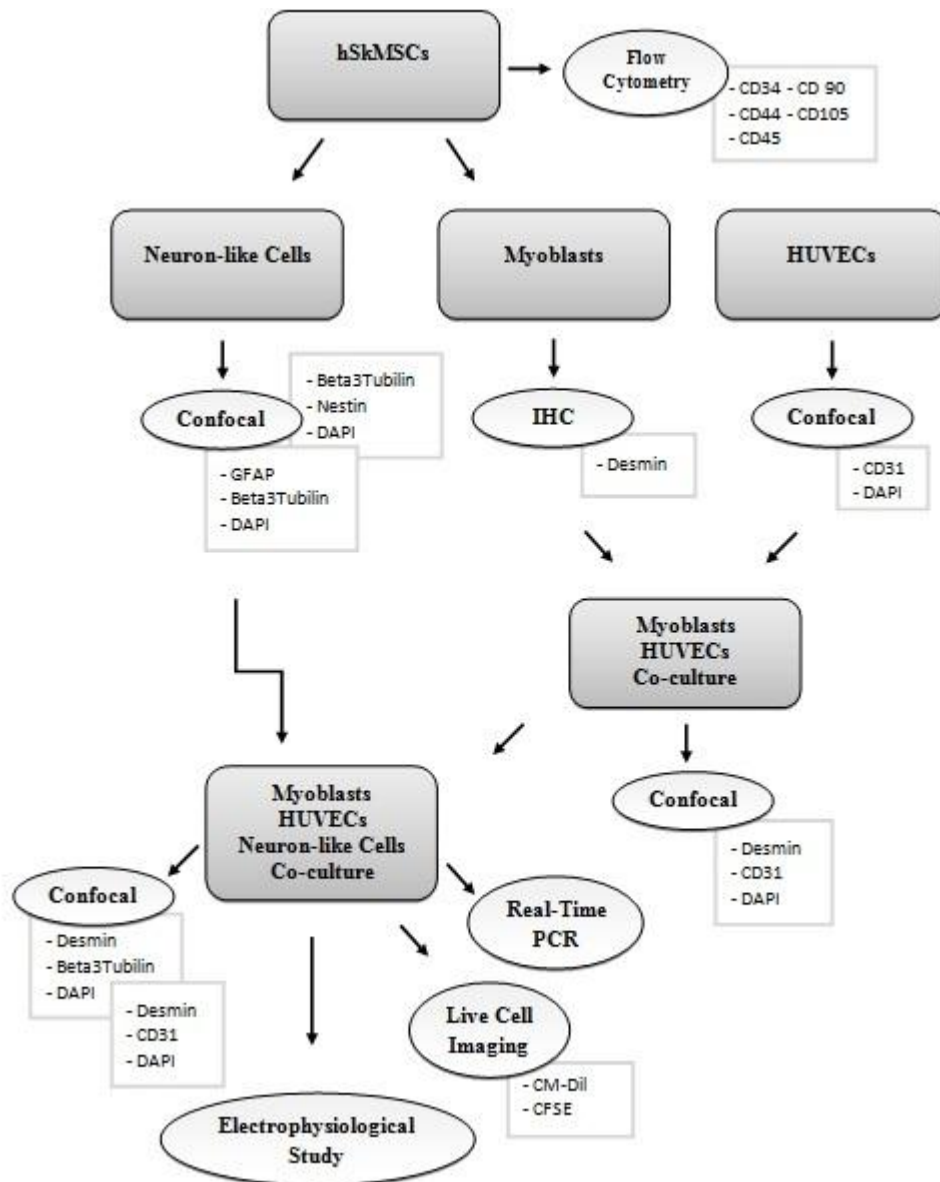 hSkMSCs
Flow
Cytometry
- CD34 - CD 90
- CD44 - CD105
- CD45
Neuron-like Cells
Myoblasts
HUVECs
Confocal
- Beta3Tubilin
- Nestin
- DAPI
- GFAP
- Beta3Tubilin
- DAPI
IHC
- Desmin
Confocal
- CD31
- DAPI
Myoblasts
HUVECs
Co-culture
Confocal
- Desmin
- CD31
- DAPI
Myoblasts
HUVECs
Neuron-like Cells
Co-culture
Confocal
- Desmin
- Beta3Tubilin
- DAPI
- Desmin
- CD31
- DAPI
Real-Time
PCR
Live Cell
Imaging
- CM-Dil
- CFSE
Electrophysiological
Study